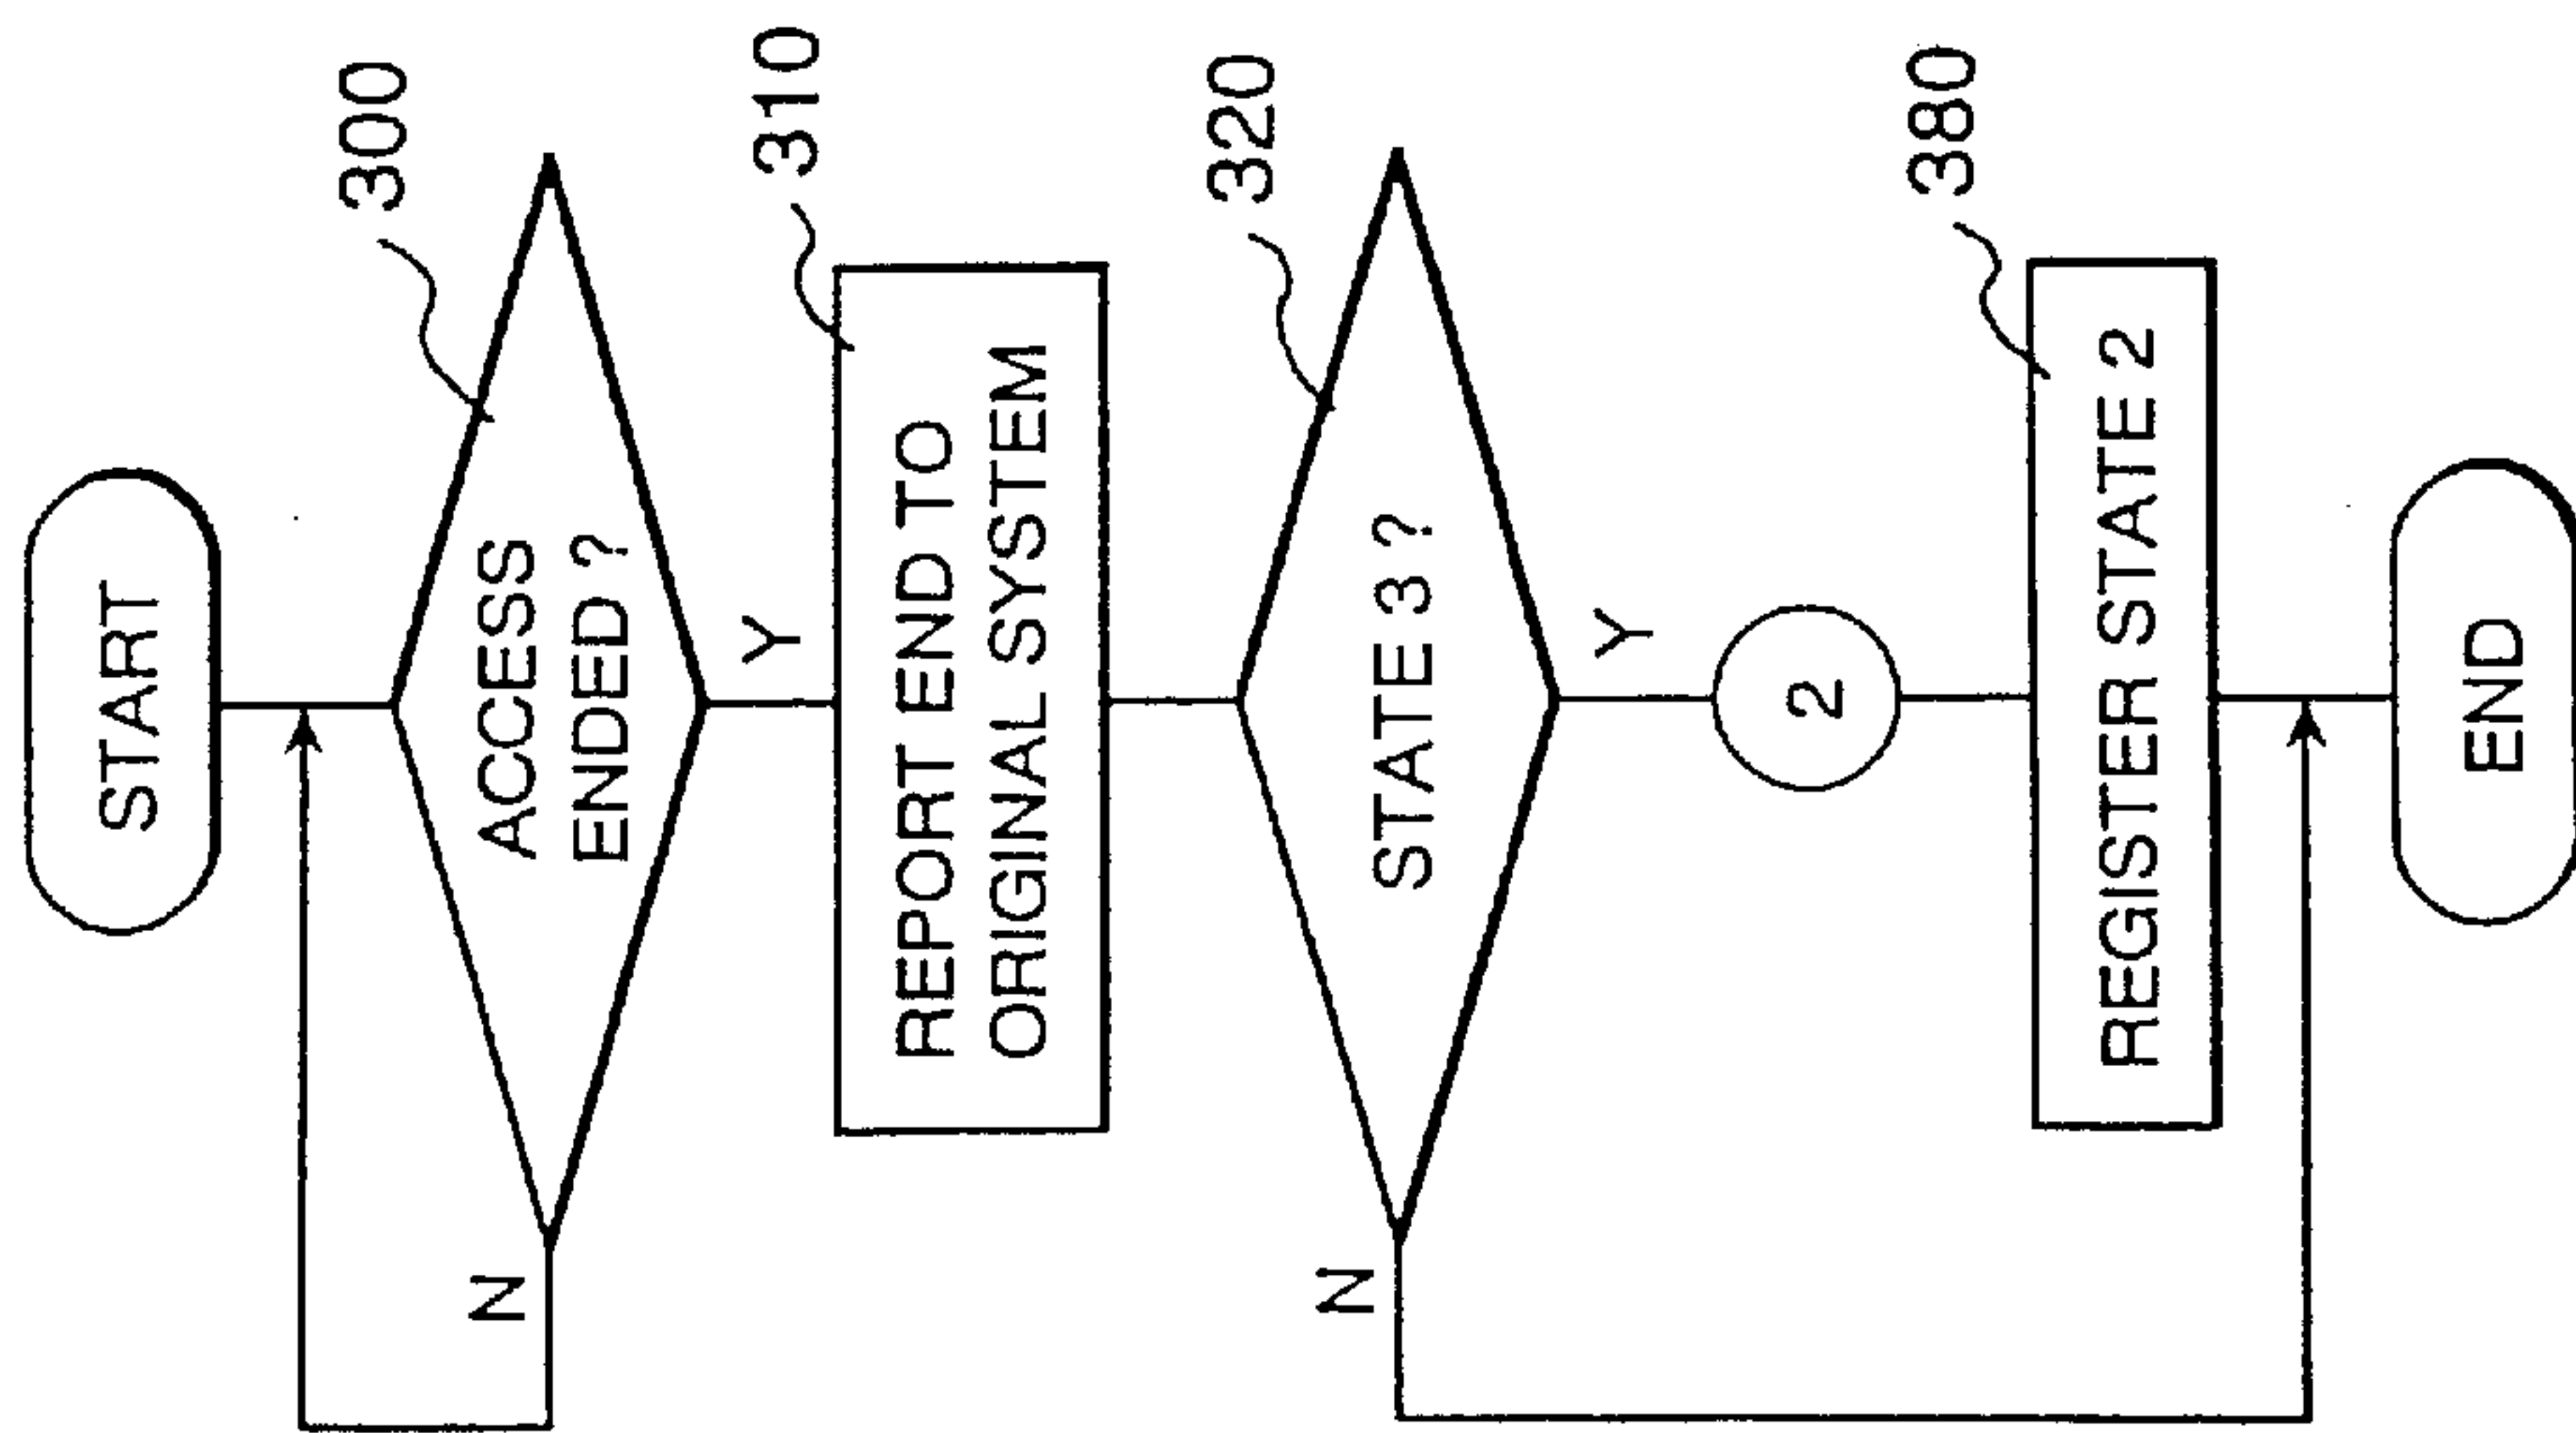 START
300
ACCESS
ENDED ?
N
Y
310
REPORT END TO
ORIGINAL SYSTEM
320
STATE 3 ?
N
Y
2
380
REGISTER STATE 2
END